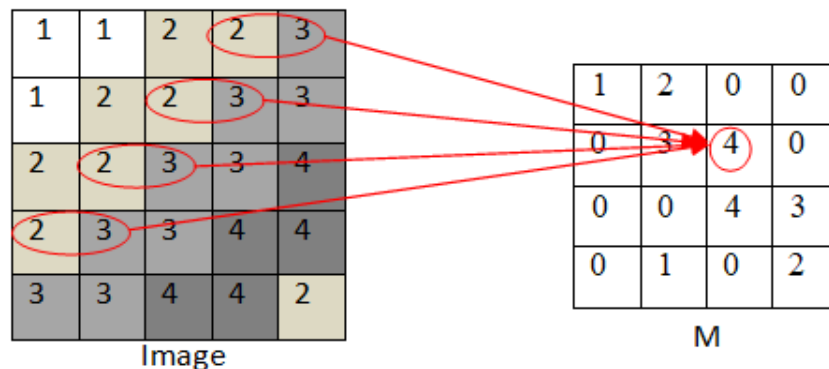 1 1 2 2 3
1 2 2 3 3
2 2 3 3 4
2 3 3 4 4
3 3 4 4 2
Image
1 2 0 0
0 3 4 0
0 0 4 3
0 1 0 2
M